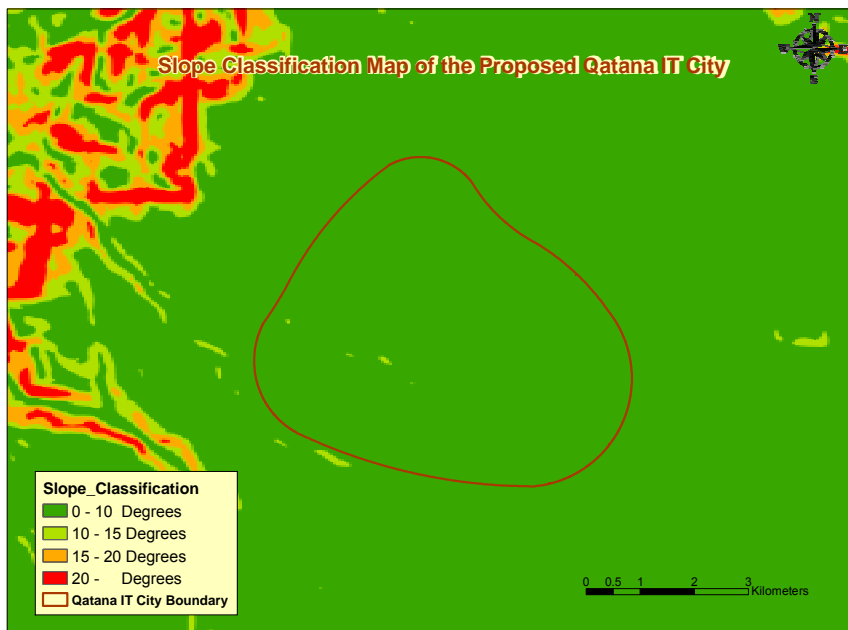 Slope Classification Map of the Proposed Qatana IT City
N
W E
S
Slope_Classification
0 - 10 Degrees
10 - 15 Degrees
15 - 20 Degrees
20 - Degrees
Qatana IT City Boundary
0 0.5 1 2 3
Kilometers